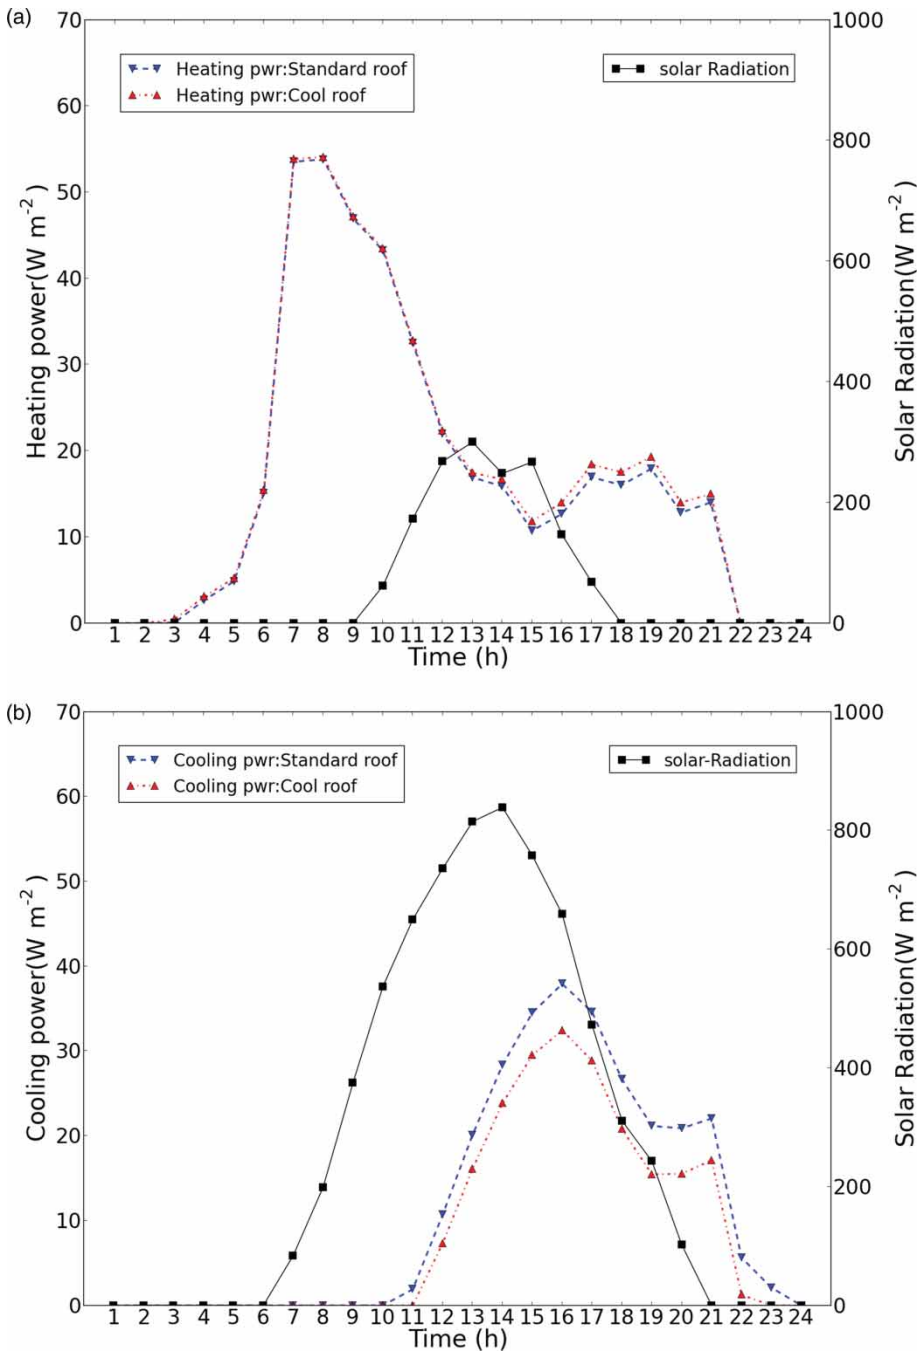 (a)
70
60
50
40
30
20
10
0
Heating power(W m-2)
1000
800
600
400
200
0
Solar Radiation(W m-2)
Heating pwr:Standard roof
Heating pwr:Cool roof
solar Radiation
1 2 3 4 5 6 7 8 9 10 11 12 13 14 15 16 17 18 19 20 21 22 23 24
Time (h)
(b)
70
60
50
40
30
20
10
0
Cooling power(W m-2)
1000
800
600
400
200
0
Solar Radiation(W m-2)
Cooling pwr:Standard roof
Cooling pwr:Cool roof
solar-Radiation
1 2 3 4 5 6 7 8 9 10 11 12 13 14 15 16 17 18 19 20 21 22 23 24
Time (h)